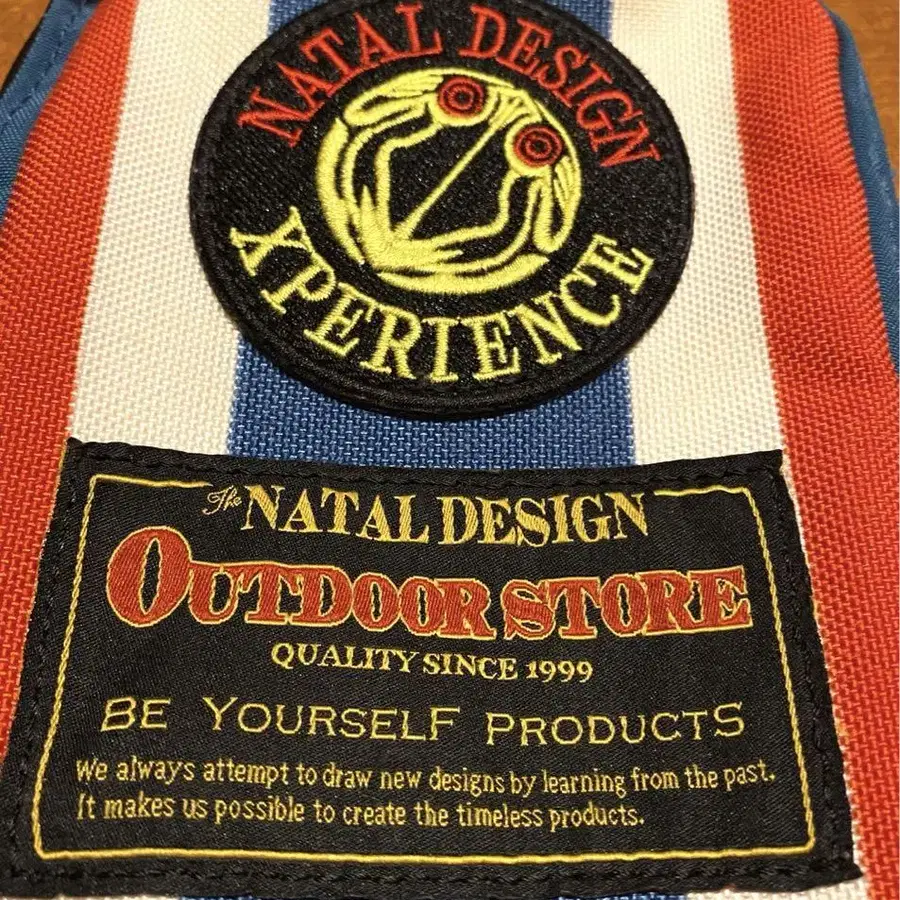 NATAL DESIGN
XPERIENCE
The NATAL DESIGN
OUTDOOR STORE
QUALITY SINCE 1999
BE YOURSELF PRODUCTS
We always attempt to draw new designs by learning from the past.
It makes us possible to create the timeless products.